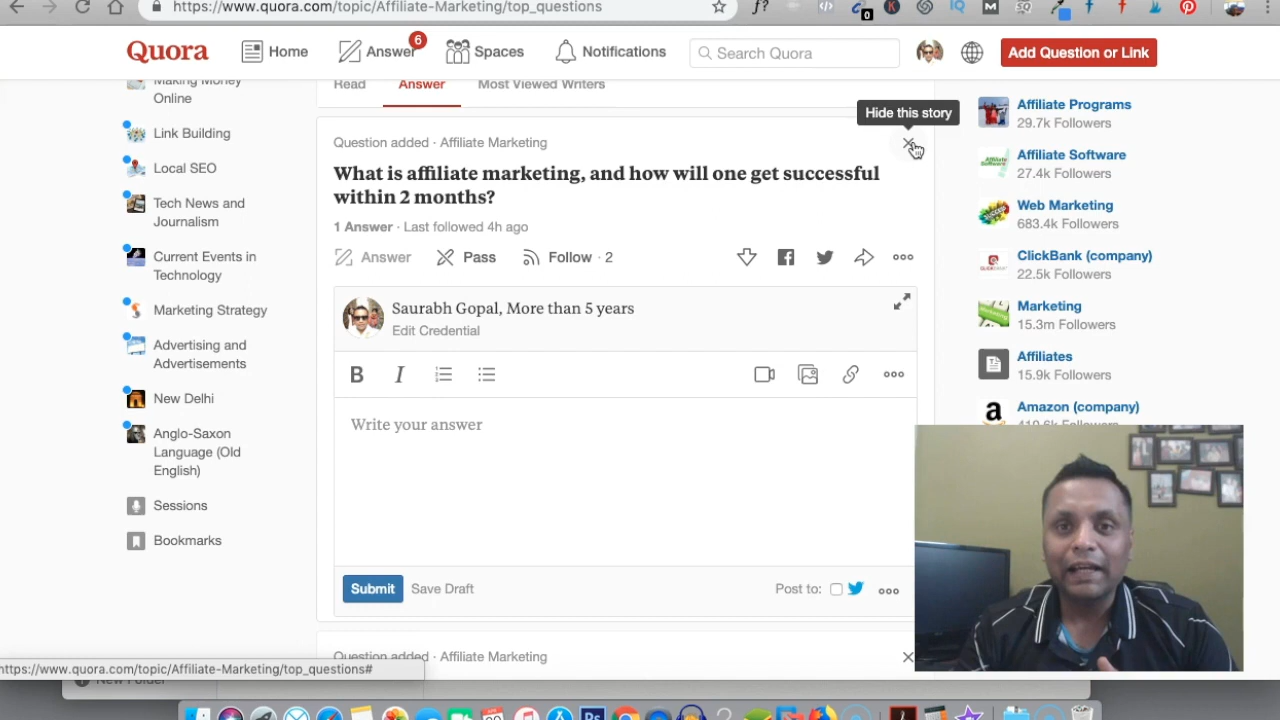 https://www.quora.com/topic/Affiliate-Marketing/top_questions
0
Quora
Home
Answer
6
Spaces
Notifications
Search Quora
Add Question or Link
Making Money
Online
Link Building
Local SEO
Tech News and
Journalism
Current Events in
Technology
Marketing Strategy
Advertising and
Advertisements
New Delhi
Anglo-Saxon
Language (Old
English)
Sessions
Bookmarks
Read
Answer
Most Viewed Writers
Hide this story
Question added · Affiliate Marketing
What is affiliate marketing, and how will one get successful
within 2 months?
1 Answer · Last followed 4h ago
Answer
Pass
Follow · 2
Saurabh Gopal, More than 5 years
Edit Credential
B I
Write your answer
Submit
Save Draft
Post to:
Question added · Affiliate Marketing
Affiliate Programs
29.7k Followers
Affiliate Software
27.4k Followers
Web Marketing
683.4k Followers
ClickBank (company)
22.5k Followers
Marketing
15.3m Followers
Affiliates
15.9k Followers
Amazon (company)
419.6k Followers
https://www.quora.com/topic/Affiliate-Marketing/top_questions#
New Folder
Ps